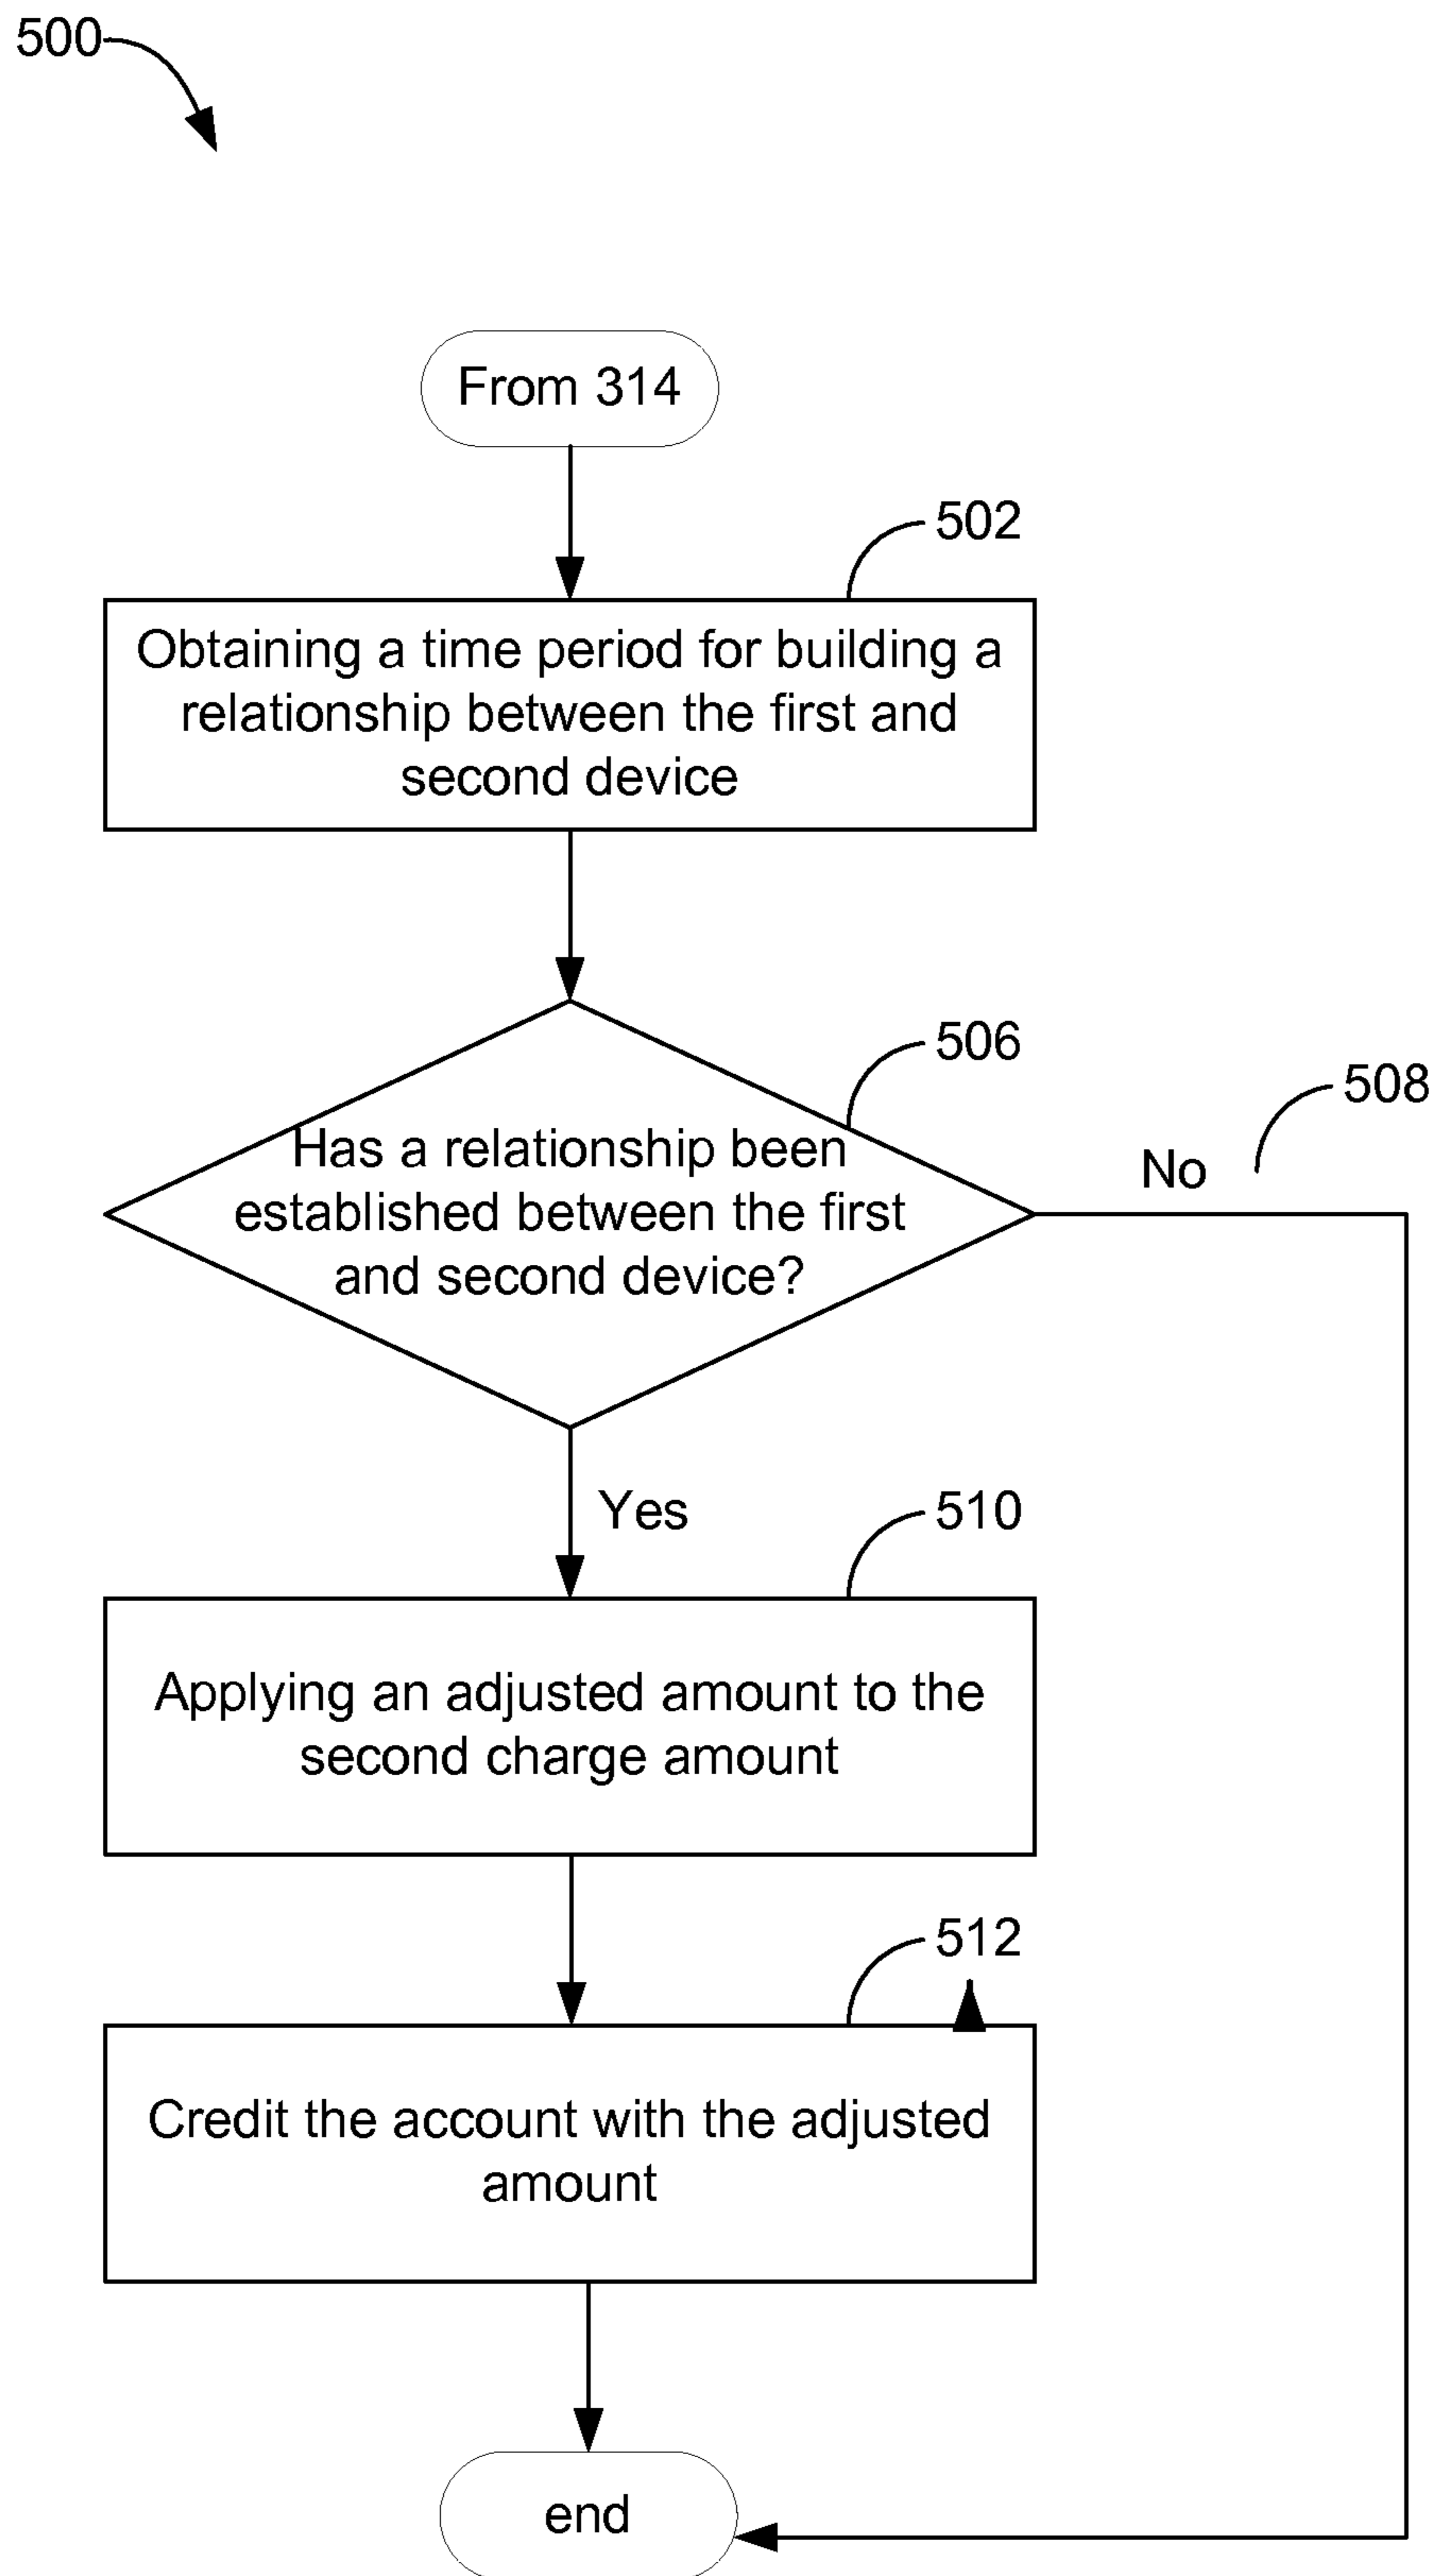 500
From 314
502
Obtaining a time period for building a
relationship between the first and
second device
506
508
Has a relationship been
established between the first
and second device?
No
Yes
510
Applying an adjusted amount to the
second charge amount
512
Credit the account with the adjusted
amount
end